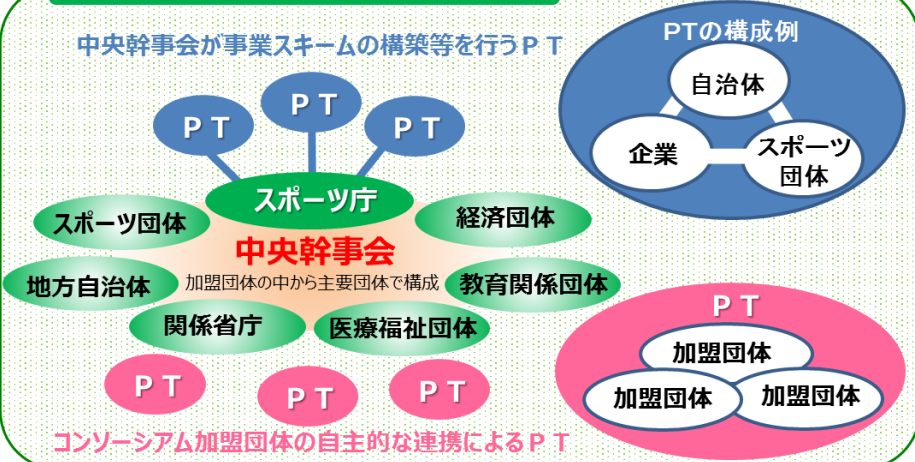 中央幹事会が事業スキームの構築等を行うＰＴ
ＰＴ
ＰＴ
ＰＴ
スポーツ庁
スポーツ団体
経済団体
中央幹事会
加盟団体の中から主要団体で構成
地方自治体
教育関係団体
関係省庁
医療福祉団体
ＰＴ
ＰＴ
ＰＴ
コンソーシアム加盟団体の自主的な連携によるＰＴ
PTの構成例
自治体
企業
スポーツ
団体
ＰＴ
加盟団体
加盟団体
加盟団体